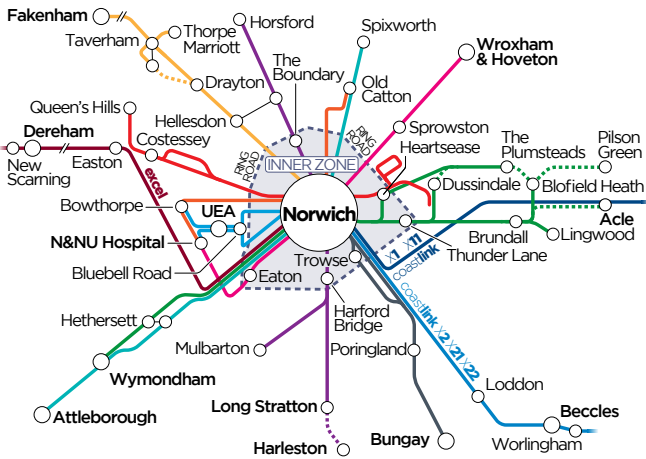 Fakenham
Taverham
Thorpe
Marriott
Horsford
Spixworth
Wroxham
& Hoveton
The
Boundary
Old
Catton
Drayton
Queen's Hills
Hellesdon
Sprowston
Costessey
Dereham
RING
ROAD
RING
ROAD
INNER ZONE
Heartsease
The
Plumsteads
Pilson
Green
New
Scarning
Easton
excel
Dussindale
Blofield Heath
Bowthorpe
UEA
Norwich
Acle
N&NU Hospital
Brundall
Lingwood
Thunder Lane
Bluebell Road
Eaton
Trowse
X1 X11
coastlink
Harford
Bridge
coastlink X2 X21 X22
Hethersett
Mulbarton
Poringland
Wymondham
Loddon
Attleborough
Long Stratton
Beccles
Harleston
Bungay
Worlingham